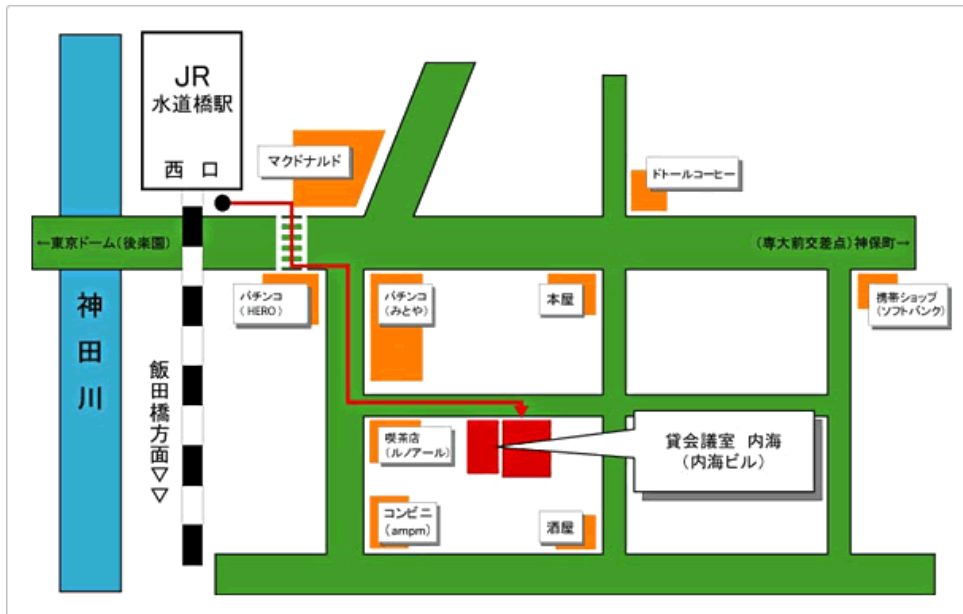 JR
水道橋駅
西 口
マクドナルド
ドトールコーヒー
←東京ドーム(後楽園)
(専大前交差点)神保町→
パチンコ
(HERO)
パチンコ
(みとや)
本屋
携帯ショップ
(ソフトバンク)
神田川
飯田橋方面▽▽
喫茶店
(ルノアール)
貸会議室 内海
(内海ビル)
コンビニ
(ampm)
酒屋